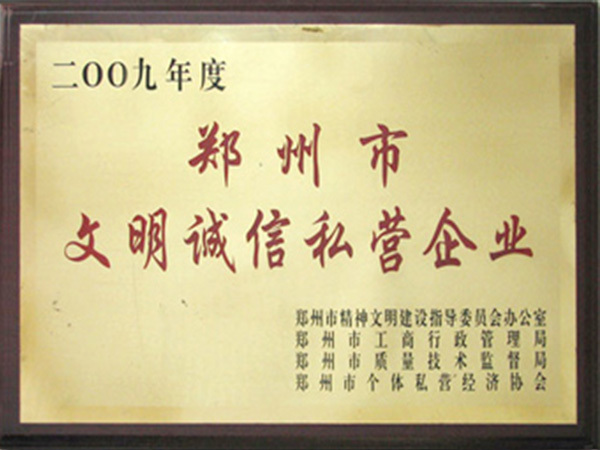 二OO九年度
郑州市
文明诚信私营企业
郑州市精神文明建设指导委员会办公室
郑州市工商行政管理局
郑州市质量技术监督局
郑州市个体私营经济协会